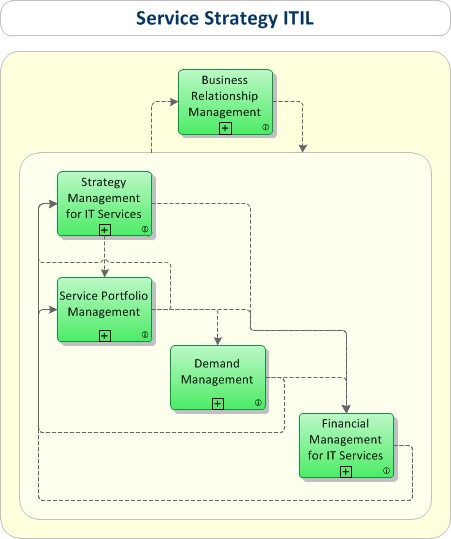 Service Strategy ITIL
Business
Relationship
Management
Strategy
Management
for IT Services
Service Portfolio
Management
Demand
Management
Financial
Management
for IT Services